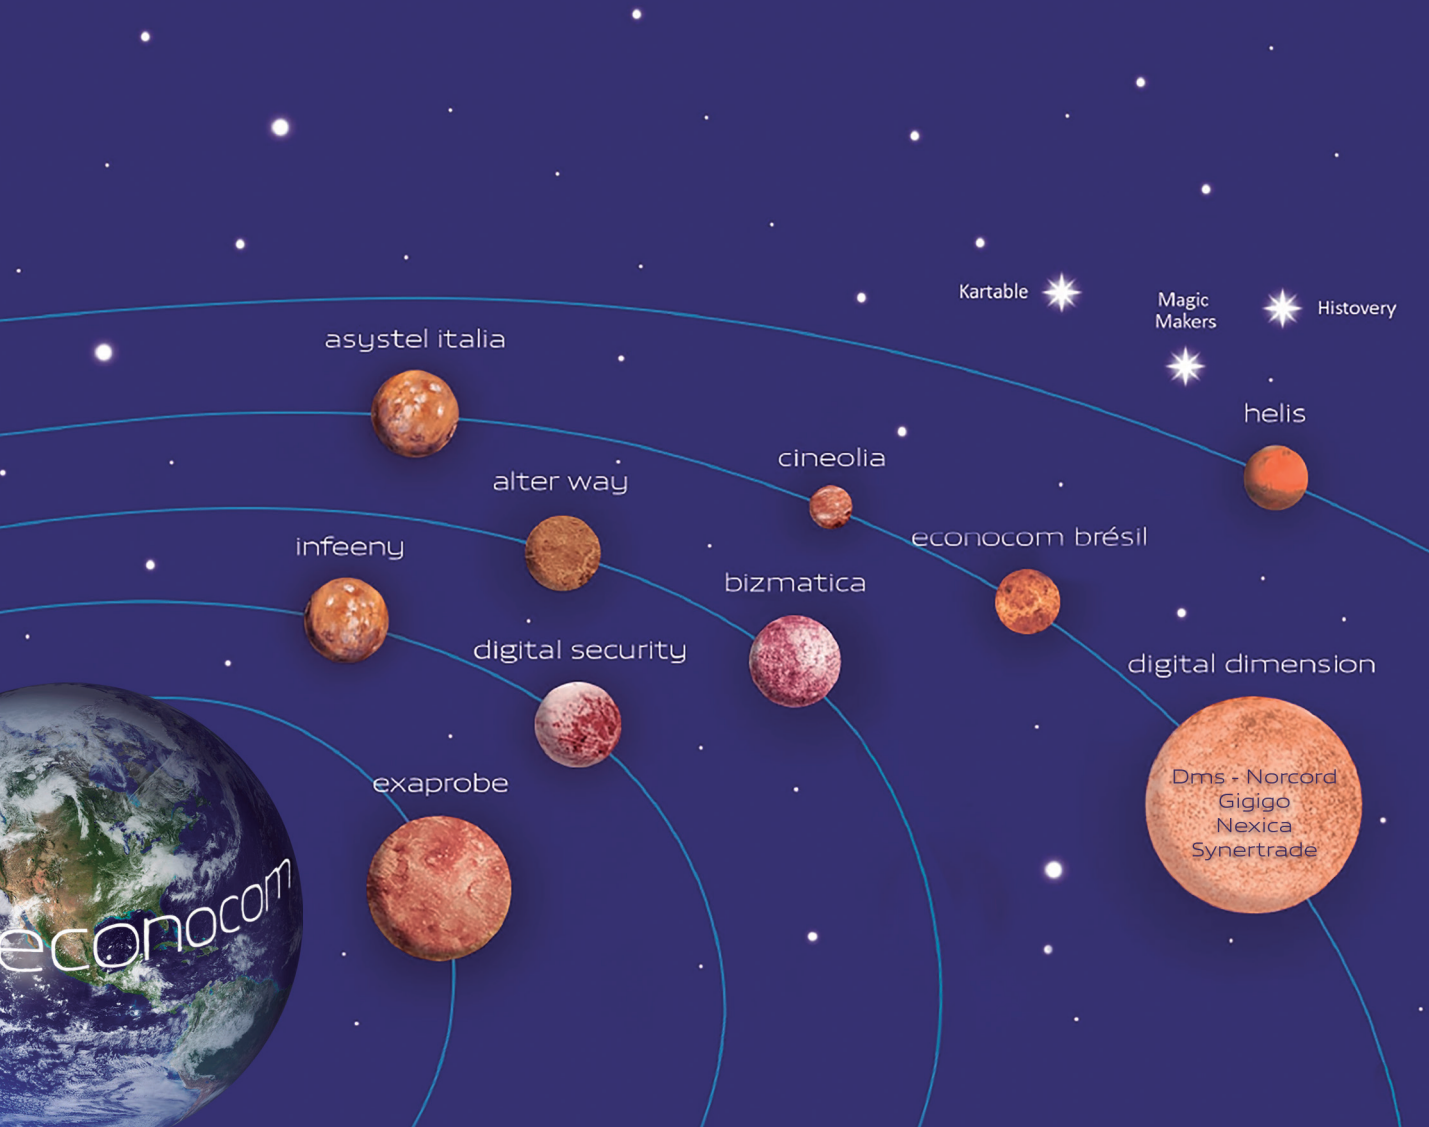 Kartable
Magic
Makers
Histovery
asystel italia
helis
cineolia
alter way
econocom brésil
infeeny
bizmatica
digital security
digital dimension
exaprobe
Dms - Norcord
Gigigo
Nexica
Synertrade
econocom